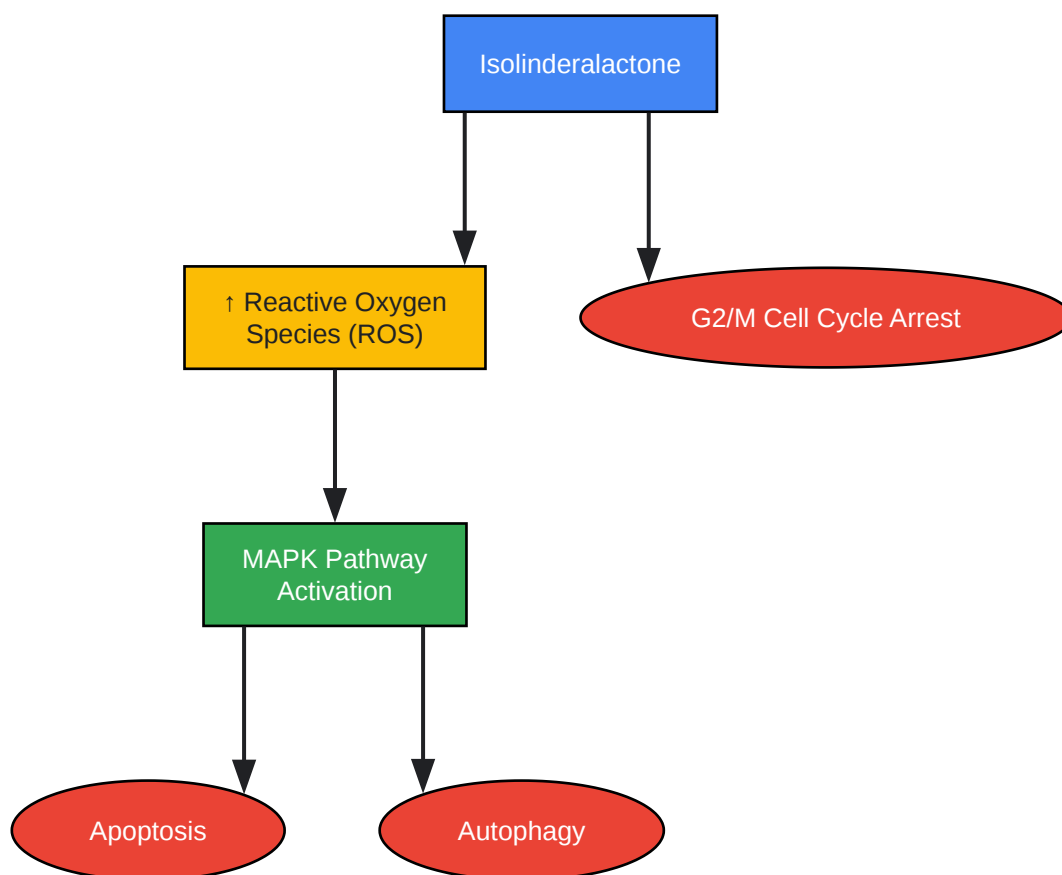 Isolinderalactone
↑ Reactive Oxygen
Species (ROS)
G2/M Cell Cycle Arrest
MAPK Pathway
Activation
Apoptosis
Autophagy